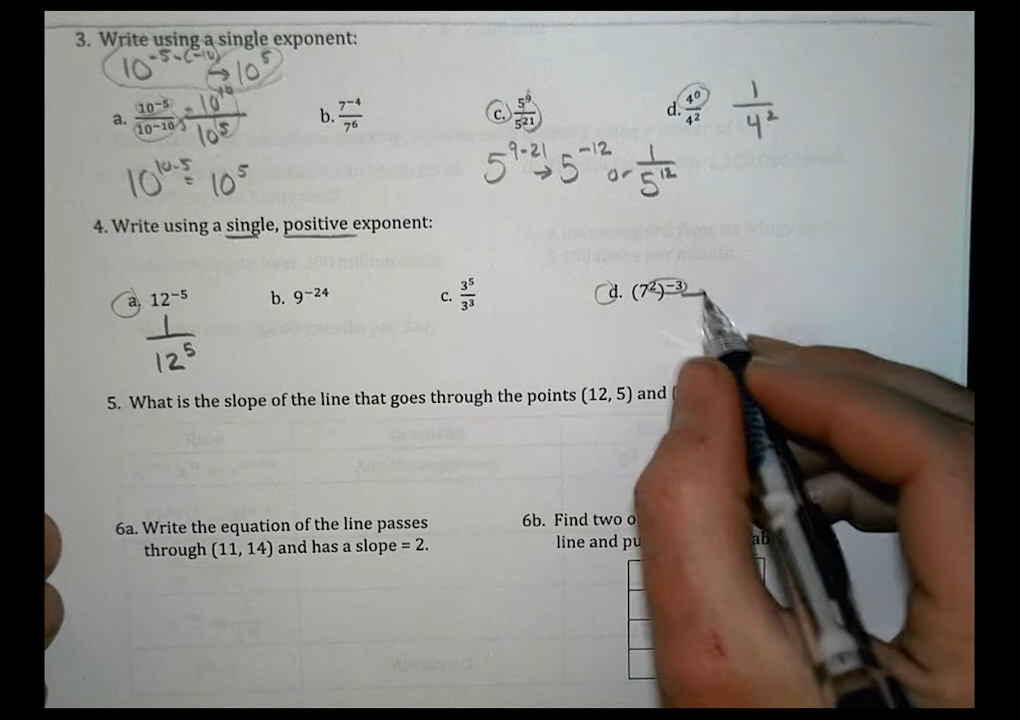 3. Write using a single exponent:
10^-5-(-10) → 10^5
a. 10^-5/10^-10 = 10^10/10^5
b. 7^-4/7^6
c. 5^9/5^21
d. 4^0/4^2
1/4^2
10^10-5 = 10^5
5^9-21 → 5^-12 or 1/5^12
4. Write using a single, positive exponent:
a. 12^-5
b. 9^-24
c. 3^5/3^3
d. (7^2)^-3
1/12^5
5. What is the slope of the line that goes through the points (12, 5) and (
6a. Write the equation of the line passes
through (11, 14) and has a slope = 2.
6b. Find two
line and